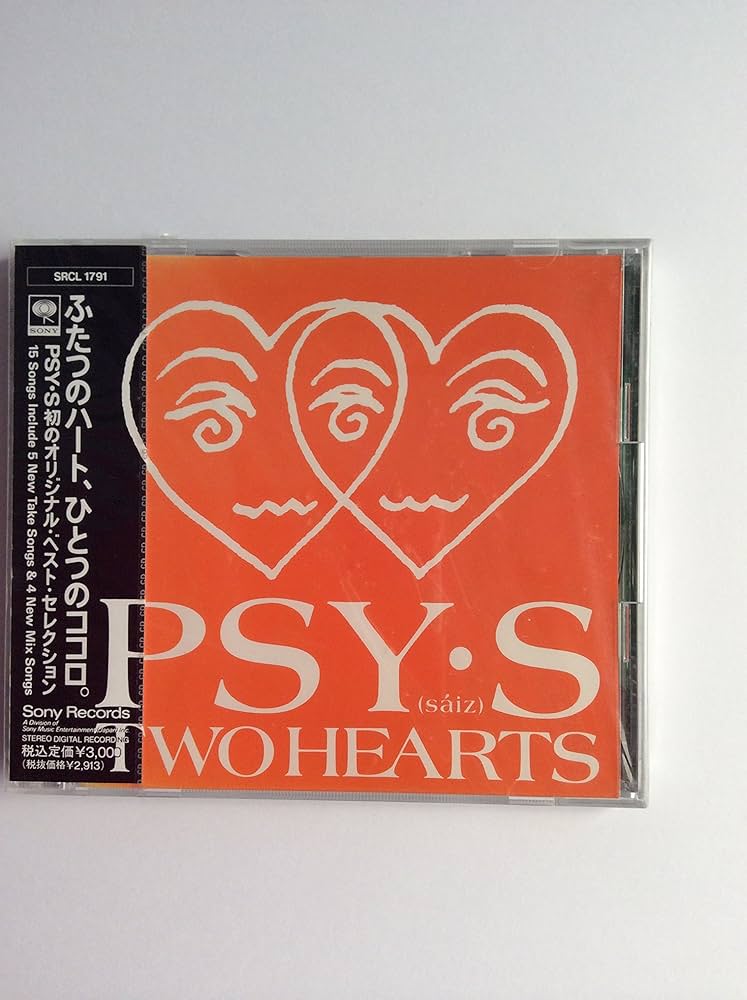 SRCL 1791
SONY
ふたつのハート、ひとつのココロ。
PSY・S初のオリジナル・ベスト・セレクション
15 Songs Include 5 New Take Songs & 4 New Mix Songs
Sony Records
A Division of
Sony Music Entertainment (Japan) Inc.
STEREO DIGITAL RECORDING
税込定価¥3,000
(税抜価格¥2,913)
PSY・S
(sáiz)
TWO HEARTS